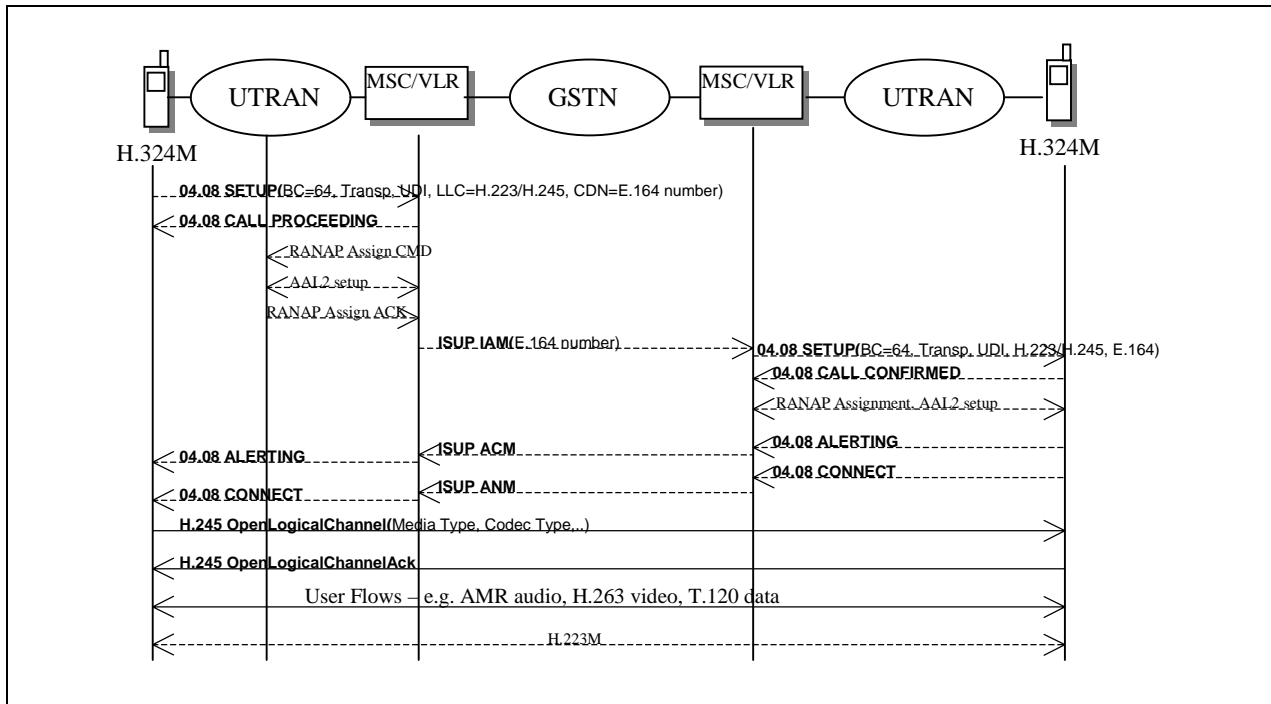 UTRAN
MSC/VLR
GSTN
MSC/VLR
UTRAN
H.324M
H.324M
04.08 SETUP(BC=64, Transp, UDI, LLC=H.223/H.245, CDN=E.164 number)
04.08 CALL PROCEEDING
RANAP Assign CMD
AAL2 setup
RANAP Assign ACK
ISUP IAM(E.164 number)
04.08 SETUP(BC=64, Transp, UDI, H.223/H.245, E.164)
04.08 CALL CONFIRMED
RANAP Assignment, AAL2 setup
04.08 ALERTING
ISUP ACM
04.08 ALERTING
04.08 CONNECT
ISUP ANM
04.08 CONNECT
H.245 OpenLogicalChannel(Media Type, Codec Type,..)
H.245 OpenLogicalChannelAck
User Flows – e.g. AMR audio, H.263 video, T.120 data
H.223M